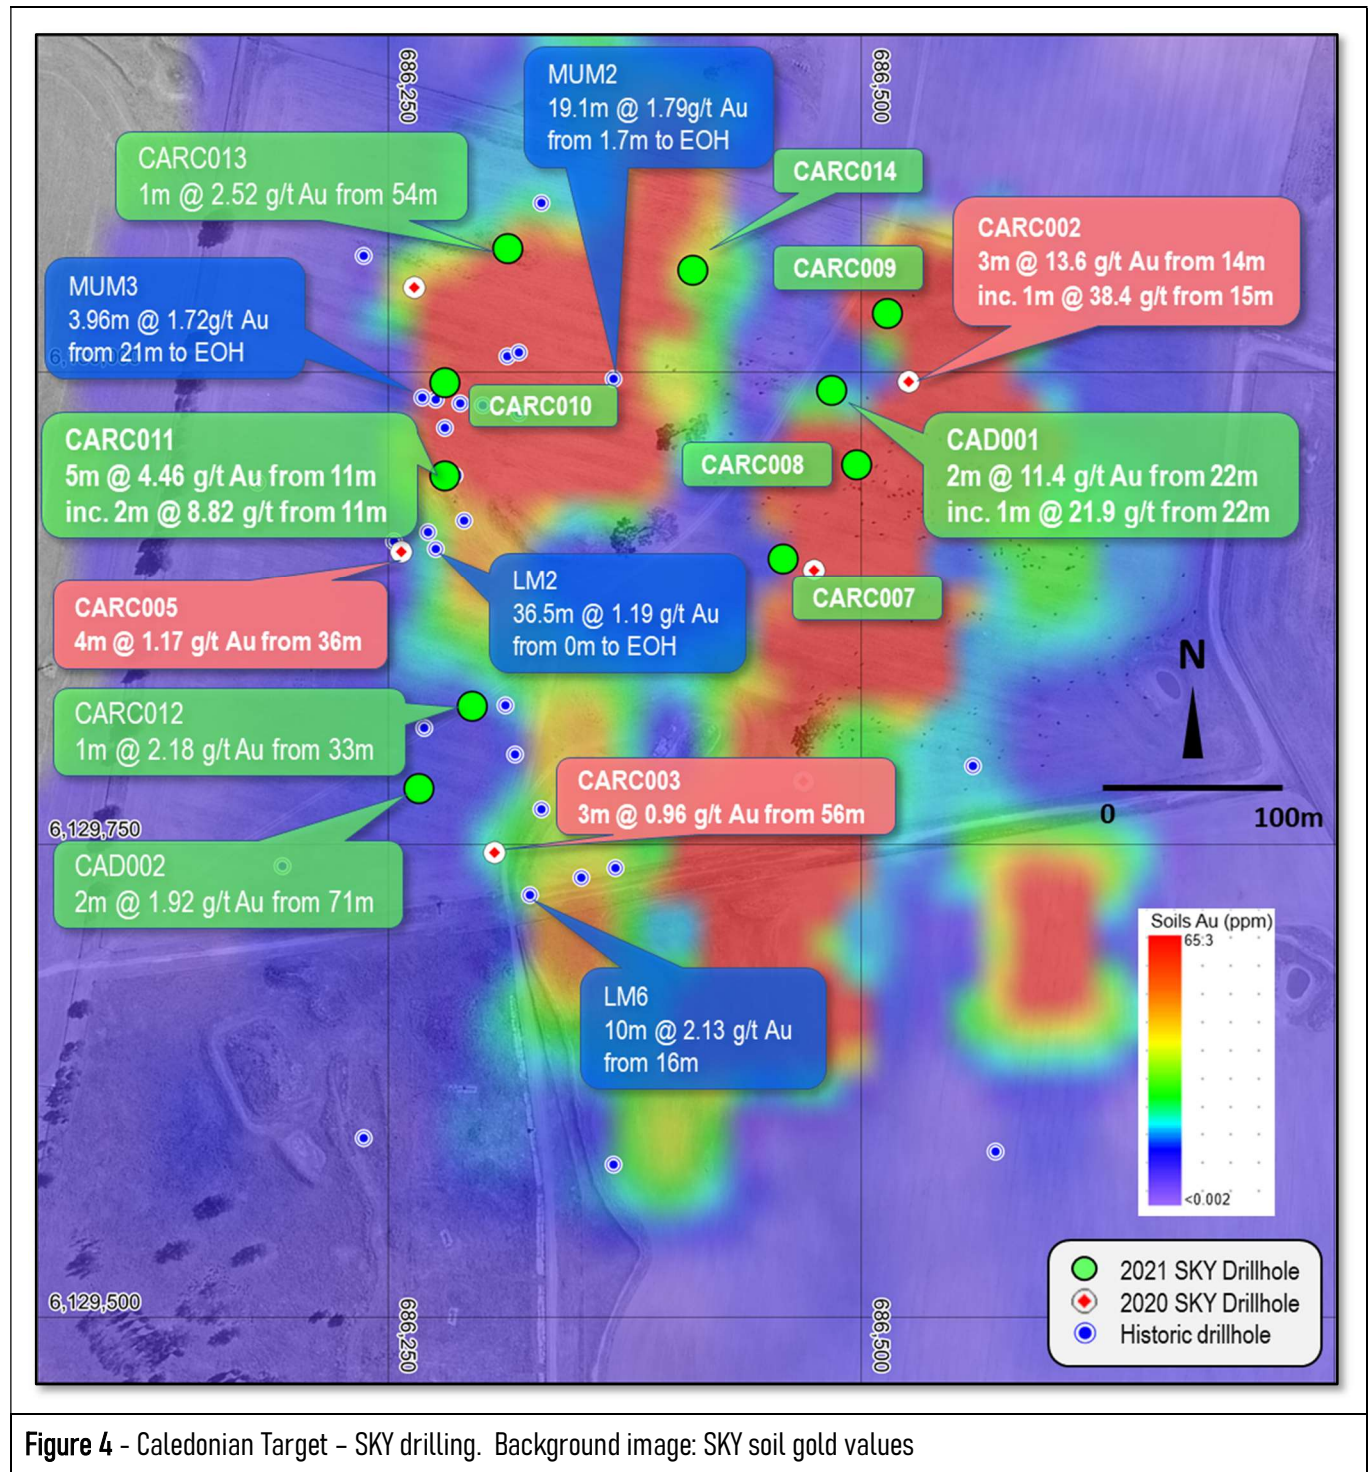 686,250
686,500
MUM2
19.1m @ 1.79g/t Au
from 1.7m to EOH
CARC013
1m @ 2.52 g/t Au from 54m
CARC014
CARC002
3m @ 13.6 g/t Au from 14m
inc. 1m @ 38.4 g/t from 15m
CARC009
MUM3
3.96m @ 1.72g/t Au
from 21m to EOH
CARC010
CARC011
5m @ 4.46 g/t Au from 11m
inc. 2m @ 8.82 g/t from 11m
CARC008
CAD001
2m @ 11.4 g/t Au from 22m
inc. 1m @ 21.9 g/t from 22m
LM2
36.5m @ 1.19 g/t Au
from 0m to EOH
CARC007
CARC005
4m @ 1.17 g/t Au from 36m
N
CARC012
1m @ 2.18 g/t Au from 33m
CARC003
3m @ 0.96 g/t Au from 56m
0 100m
6,129,750
CAD002
2m @ 1.92 g/t Au from 71m
Soils Au (ppm)
65:3
<0.002
LM6
10m @ 2.13 g/t Au
from 16m
2021 SKY Drillhole
2020 SKY Drillhole
Historic drillhole
6,129,500
686,250
686,500
Figure 4 - Caledonian Target – SKY drilling. Background image: SKY soil gold values